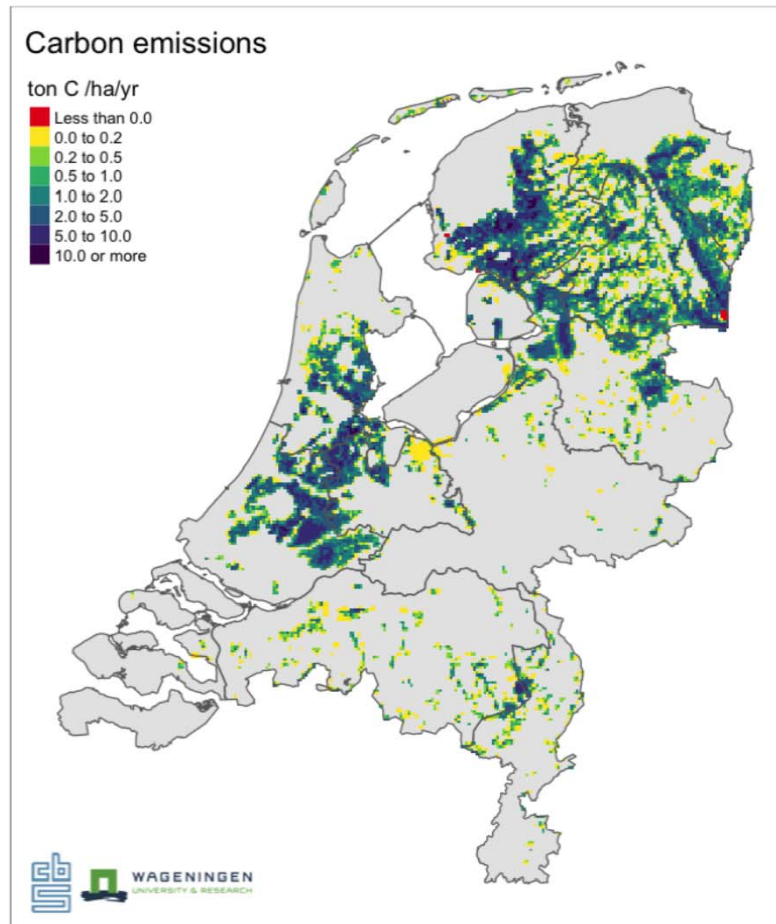 Carbon emissions
ton C /ha/yr
Less than 0.0
0.0 to 0.2
0.2 to 0.5
0.5 to 1.0
1.0 to 2.0
2.0 to 5.0
5.0 to 10.0
10.0 or more
cbs
WAGENINGEN
UNIVERSITY & RESEARCH